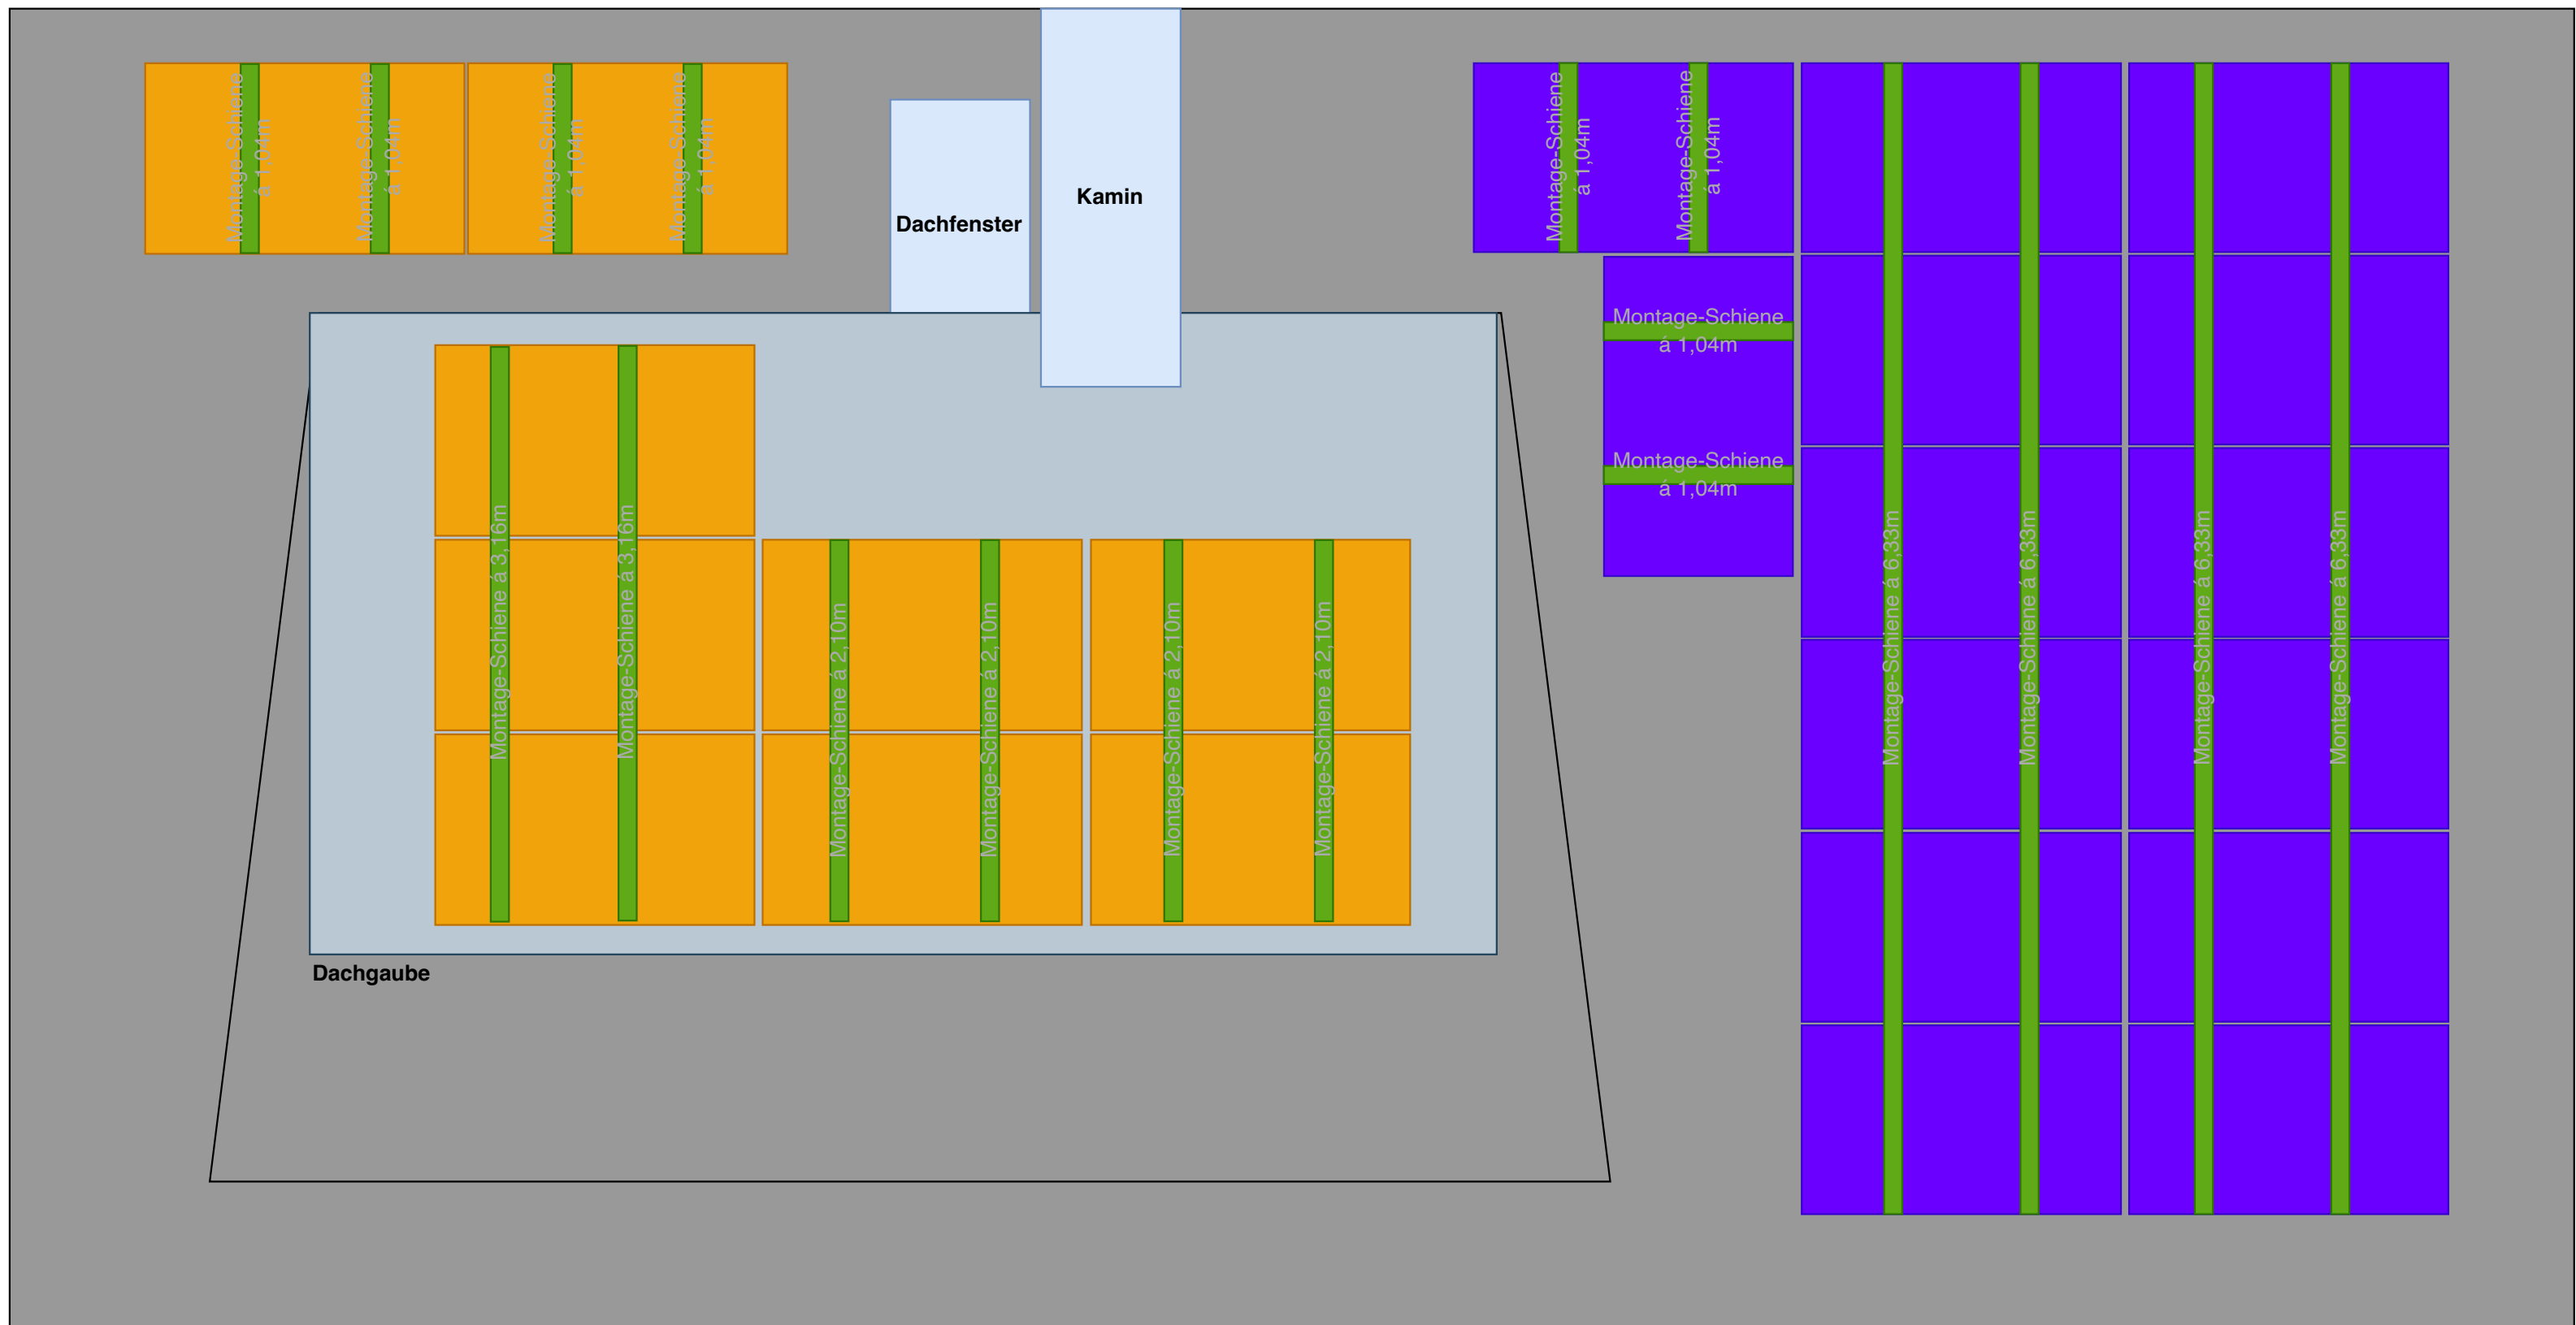 Montage-Schiene
á 1,04m
Montage-Schiene
á 1,04m
Montage-Schiene
á 1,04m
Montage-Schiene
á 1,04m
Dachfenster
Kamin
Montage-Schiene
á 1,04m
Montage-Schiene
á 1,04m
Montage-Schiene
á 1,04m
Montage-Schiene
á 1,04m
Montage-Schiene á 3,16m
Montage-Schiene á 3,16m
Montage-Schiene á 2,10m
Montage-Schiene á 2,10m
Montage-Schiene á 2,10m
Montage-Schiene á 2,10m
Montage-Schiene á 6,33m
Montage-Schiene á 6,33m
Montage-Schiene á 6,33m
Montage-Schiene á 6,33m
Dachgaube